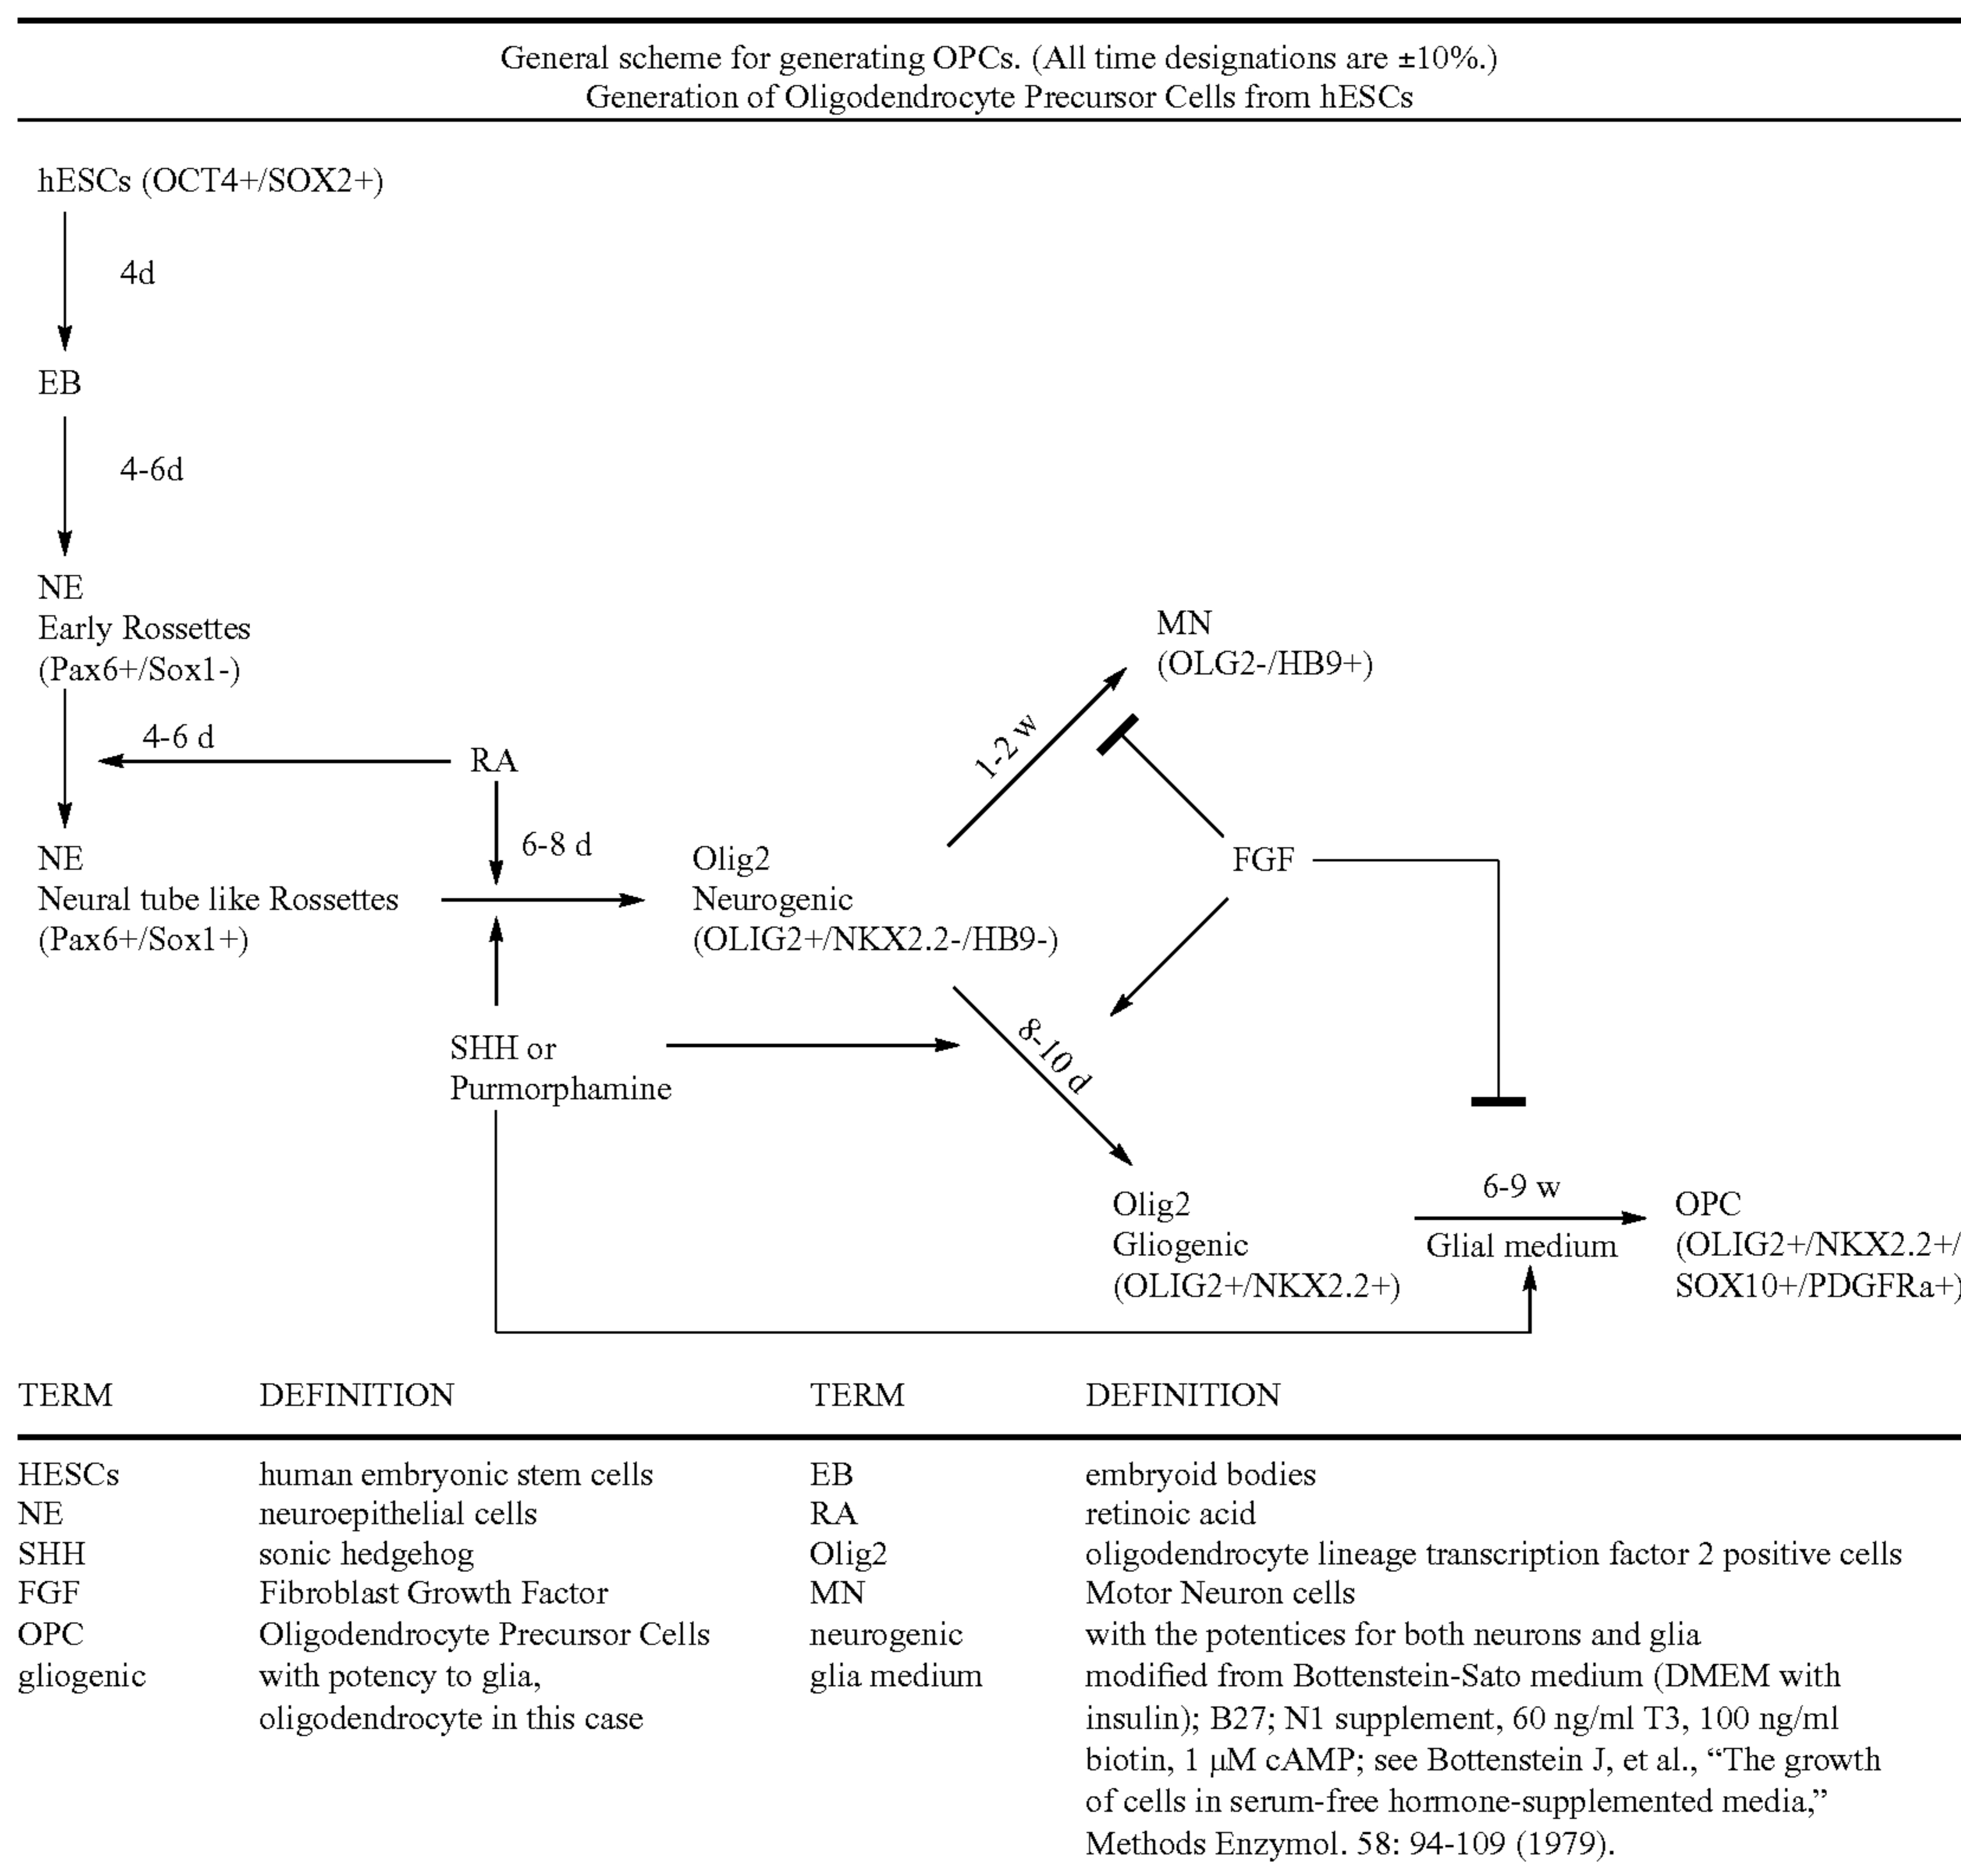 General scheme for generating OPCs. (All time designations are ±10%.)
Generation of Oligodendrocyte Precursor Cells from hESCs
hESCs (OCT4+/SOX2+)
4d
EB
4-6d
NE
Early Rossettes
(Pax6+/Sox1-)
4-6 d
RA
6-8 d
NE
Neural tube like Rossettes
(Pax6+/Sox1+)
SHH or
Purmorphamine
Olig2
Neurogenic
(OLIG2+/NKX2.2-/HB9-)
1-2 w
MN
(OLG2-/HB9+)
FGF
8-10 d
Olig2
Gliogenic
(OLIG2+/NKX2.2+)
6-9 w
Glial medium
OPC
(OLIG2+/NKX2.2+/
SOX10+/PDGFRa+)
TERM DEFINITION TERM DEFINITION
HESCs human embryonic stem cells EB embryoid bodies
NE neuroepithelial cells RA retinoic acid
SHH sonic hedgehog Olig2 oligodendrocyte lineage transcription factor 2 positive cells
FGF Fibroblast Growth Factor MN Motor Neuron cells
OPC Oligodendrocyte Precursor Cells neurogenic with the potentices for both neurons and glia
gliogenic with potency to glia, glia medium modified from Bottenstein-Sato medium (DMEM with
oligodendrocyte in this case insulin); B27; N1 supplement, 60 ng/ml T3, 100 ng/ml
biotin, 1 μM cAMP; see Bottenstein J, et al., “The growth
of cells in serum-free hormone-supplemented media,”
Methods Enzymol. 58: 94-109 (1979).